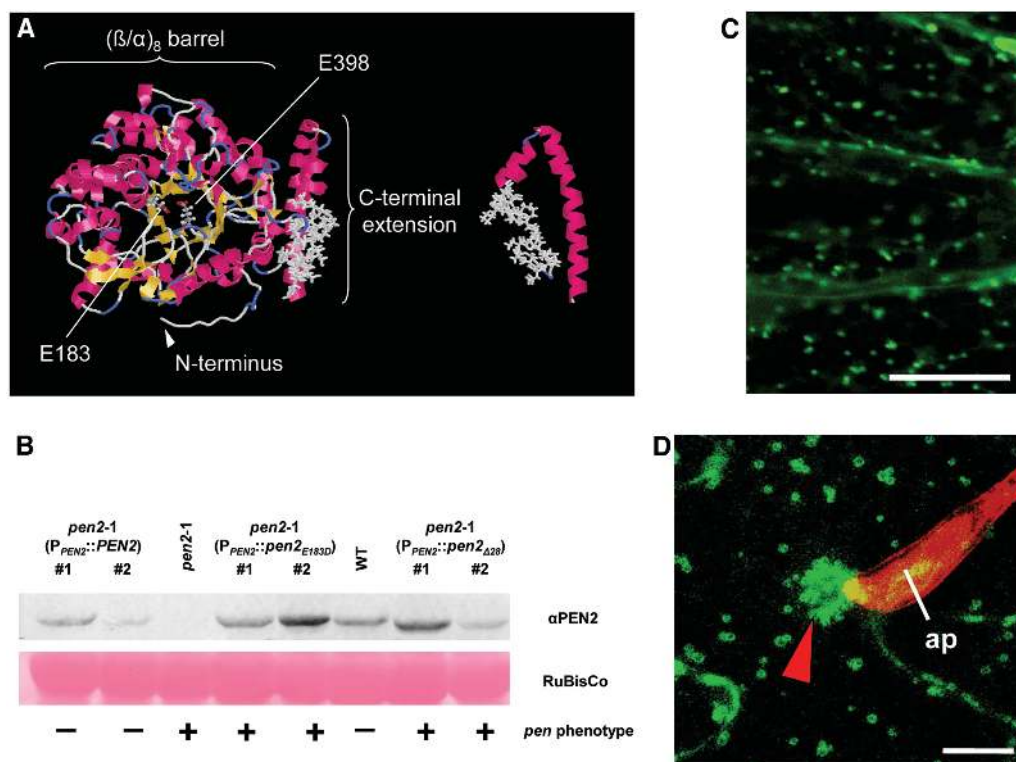 A
(ß/α)8 barrel
E398
C-terminal
extension
E183
N-terminus
B
pen2-1
(PPEN2::PEN2)
#1 #2
pen2-1
pen2-1
(PPEN2::pen2E183D)
#1 #2
WT
pen2-1
(PPEN2::pen2Δ28)
#1 #2
αPEN2
RuBisCo
− − + + + − + + pen phenotype
C
D
ap